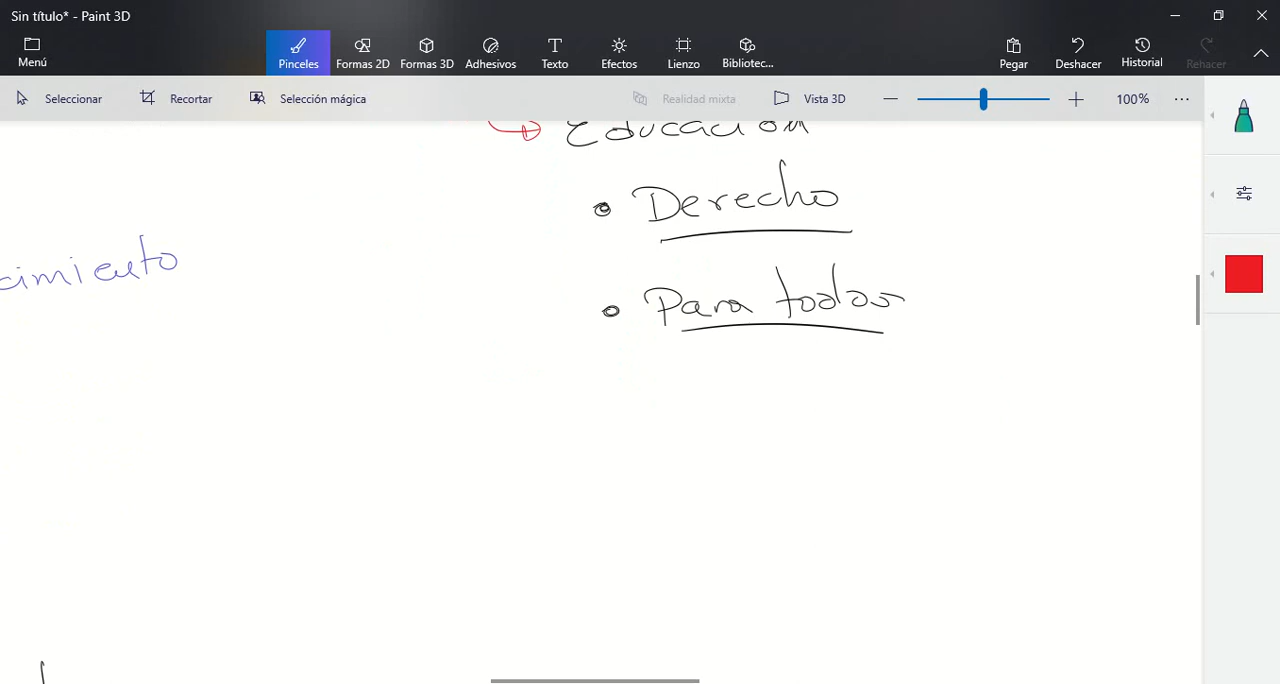 Sin título* - Paint 3D
Menú
Pinceles
Formas 2D
Formas 3D
Adhesivos
Texto
Efectos
Lienzo
Bibliotec...
Pegar
Deshacer
Historial
Rehacer
Seleccionar
Recortar
Selección mágica
Realidad mixta
Vista 3D
100%
Educación
• Derecho
cimiento
• Para todos